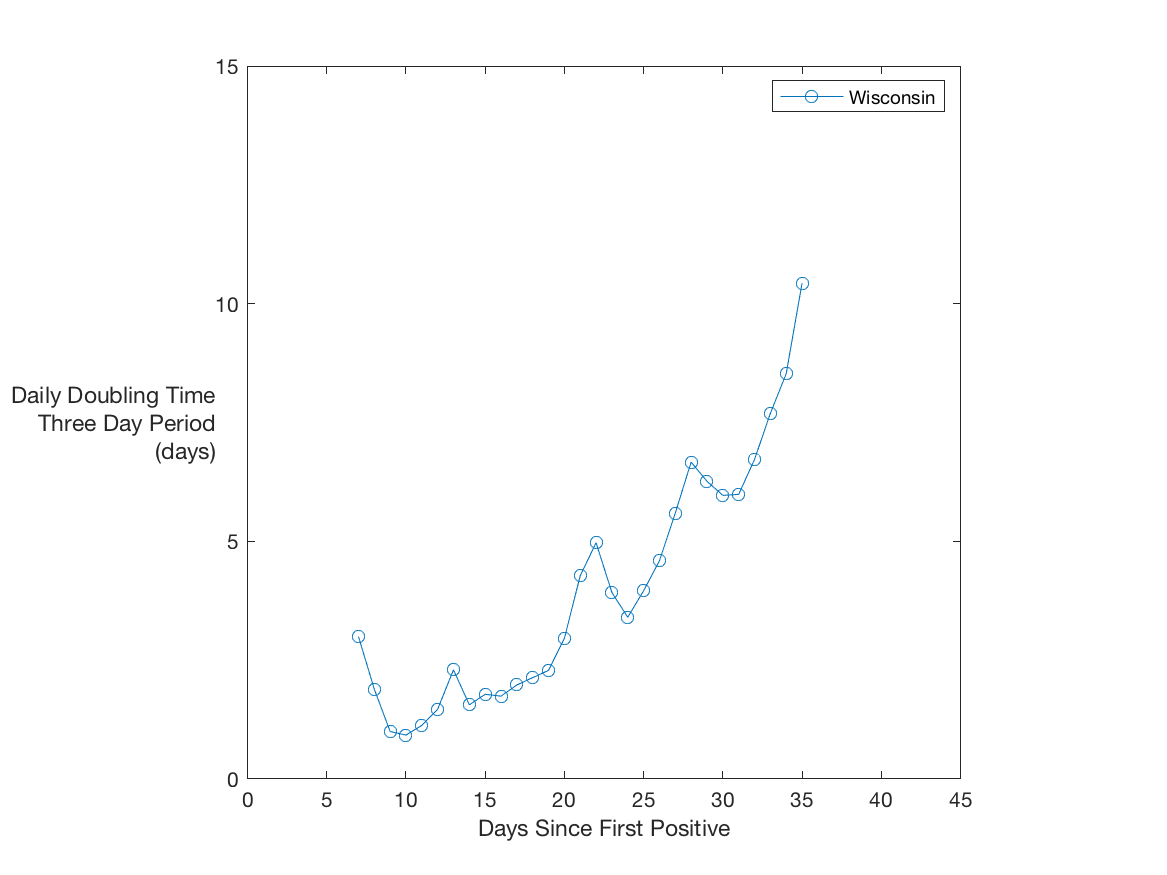 15
Wisconsin
10
Daily Doubling Time
Three Day Period
(days)
5
0
0 5 10 15 20 25 30 35 40 45
Days Since First Positive